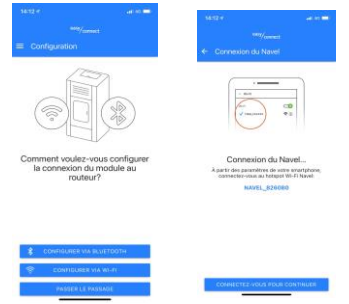 14:12
easy/connect
Configuration
Comment voulez-vous configurer
la connexion du module au
routeur?
CONFIGURER VIA BLUETOOTH
CONFIGURER VIA WI-FI
PASSER LE PASSAGE
14:12
easy/connect
Connexion du Navel
Connexion du Navel...
À partir des paramètres de votre smartphone,
connectez-vous au hotspot Wi-Fi Navel
NAVEL_826080
CONNECTEZ-VOUS POUR CONTINUER